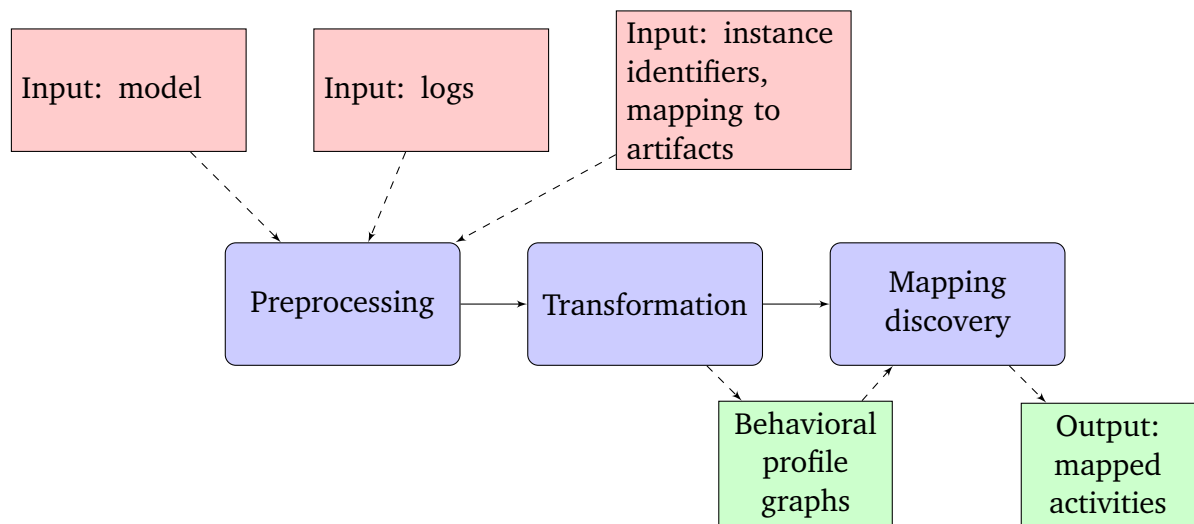 Input: model
Input: logs
Input: instance
identifiers,
mapping to
artifacts
Preprocessing
Transformation
Mapping
discovery
Behavioral
profile
graphs
Output:
mapped
activities